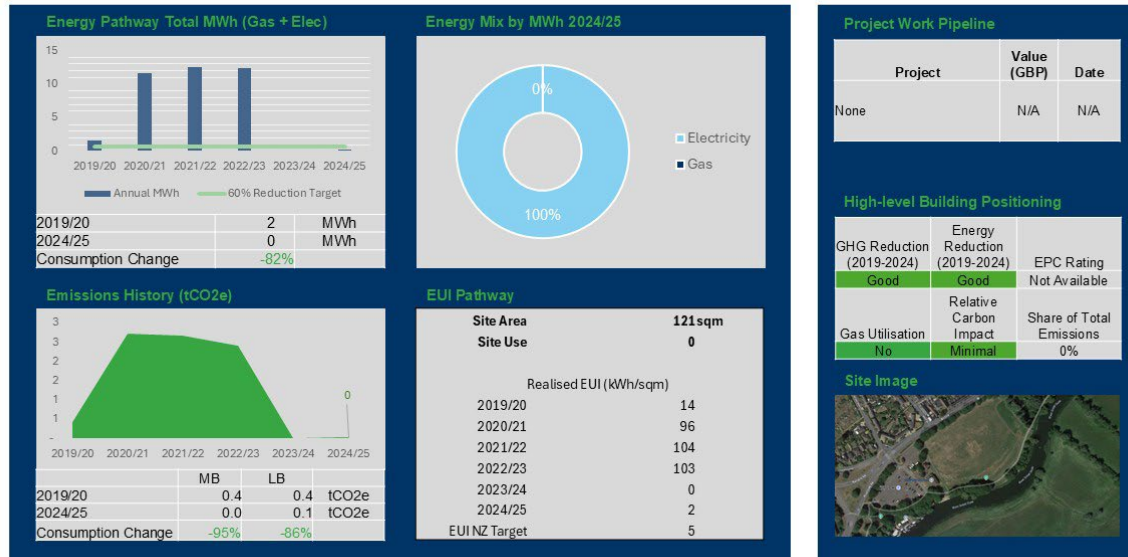 Energy Pathway Total MWh (Gas + Elec)
15
10
5
0
2019/20 2020/21 2021/22 2022/23 2023/24 2024/25
Annual MWh 60% Reduction Target
2019/20 2 MWh
2024/25 0 MWh
Consumption Change -82%
Energy Mix by MWh 2024/25
0%
100%
Electricity
Gas
Emissions History (tCO2e)
3
3
2
2
1
1
-
0
2019/20 2020/21 2021/22 2022/23 2023/24 2024/25
MB LB
2019/20 0.4 0.4 tCO2e
2024/25 0.0 0.1 tCO2e
Consumption Change -95% -86%
EUI Pathway
Site Area 121sqm
Site Use 0
Realised EUI (kWh/sqm)
2019/20 14
2020/21 96
2021/22 104
2022/23 103
2023/24 0
2024/25 2
EUI NZ Target 5
Project Work Pipeline
Project Value (GBP) Date
None N/A N/A
High-level Building Positioning
GHG Reduction (2019-2024) Energy Reduction (2019-2024) EPC Rating
Good Good Not Available
Gas Utilisation Relative Carbon Impact Share of Total Emissions
No Minimal 0%
Site Image